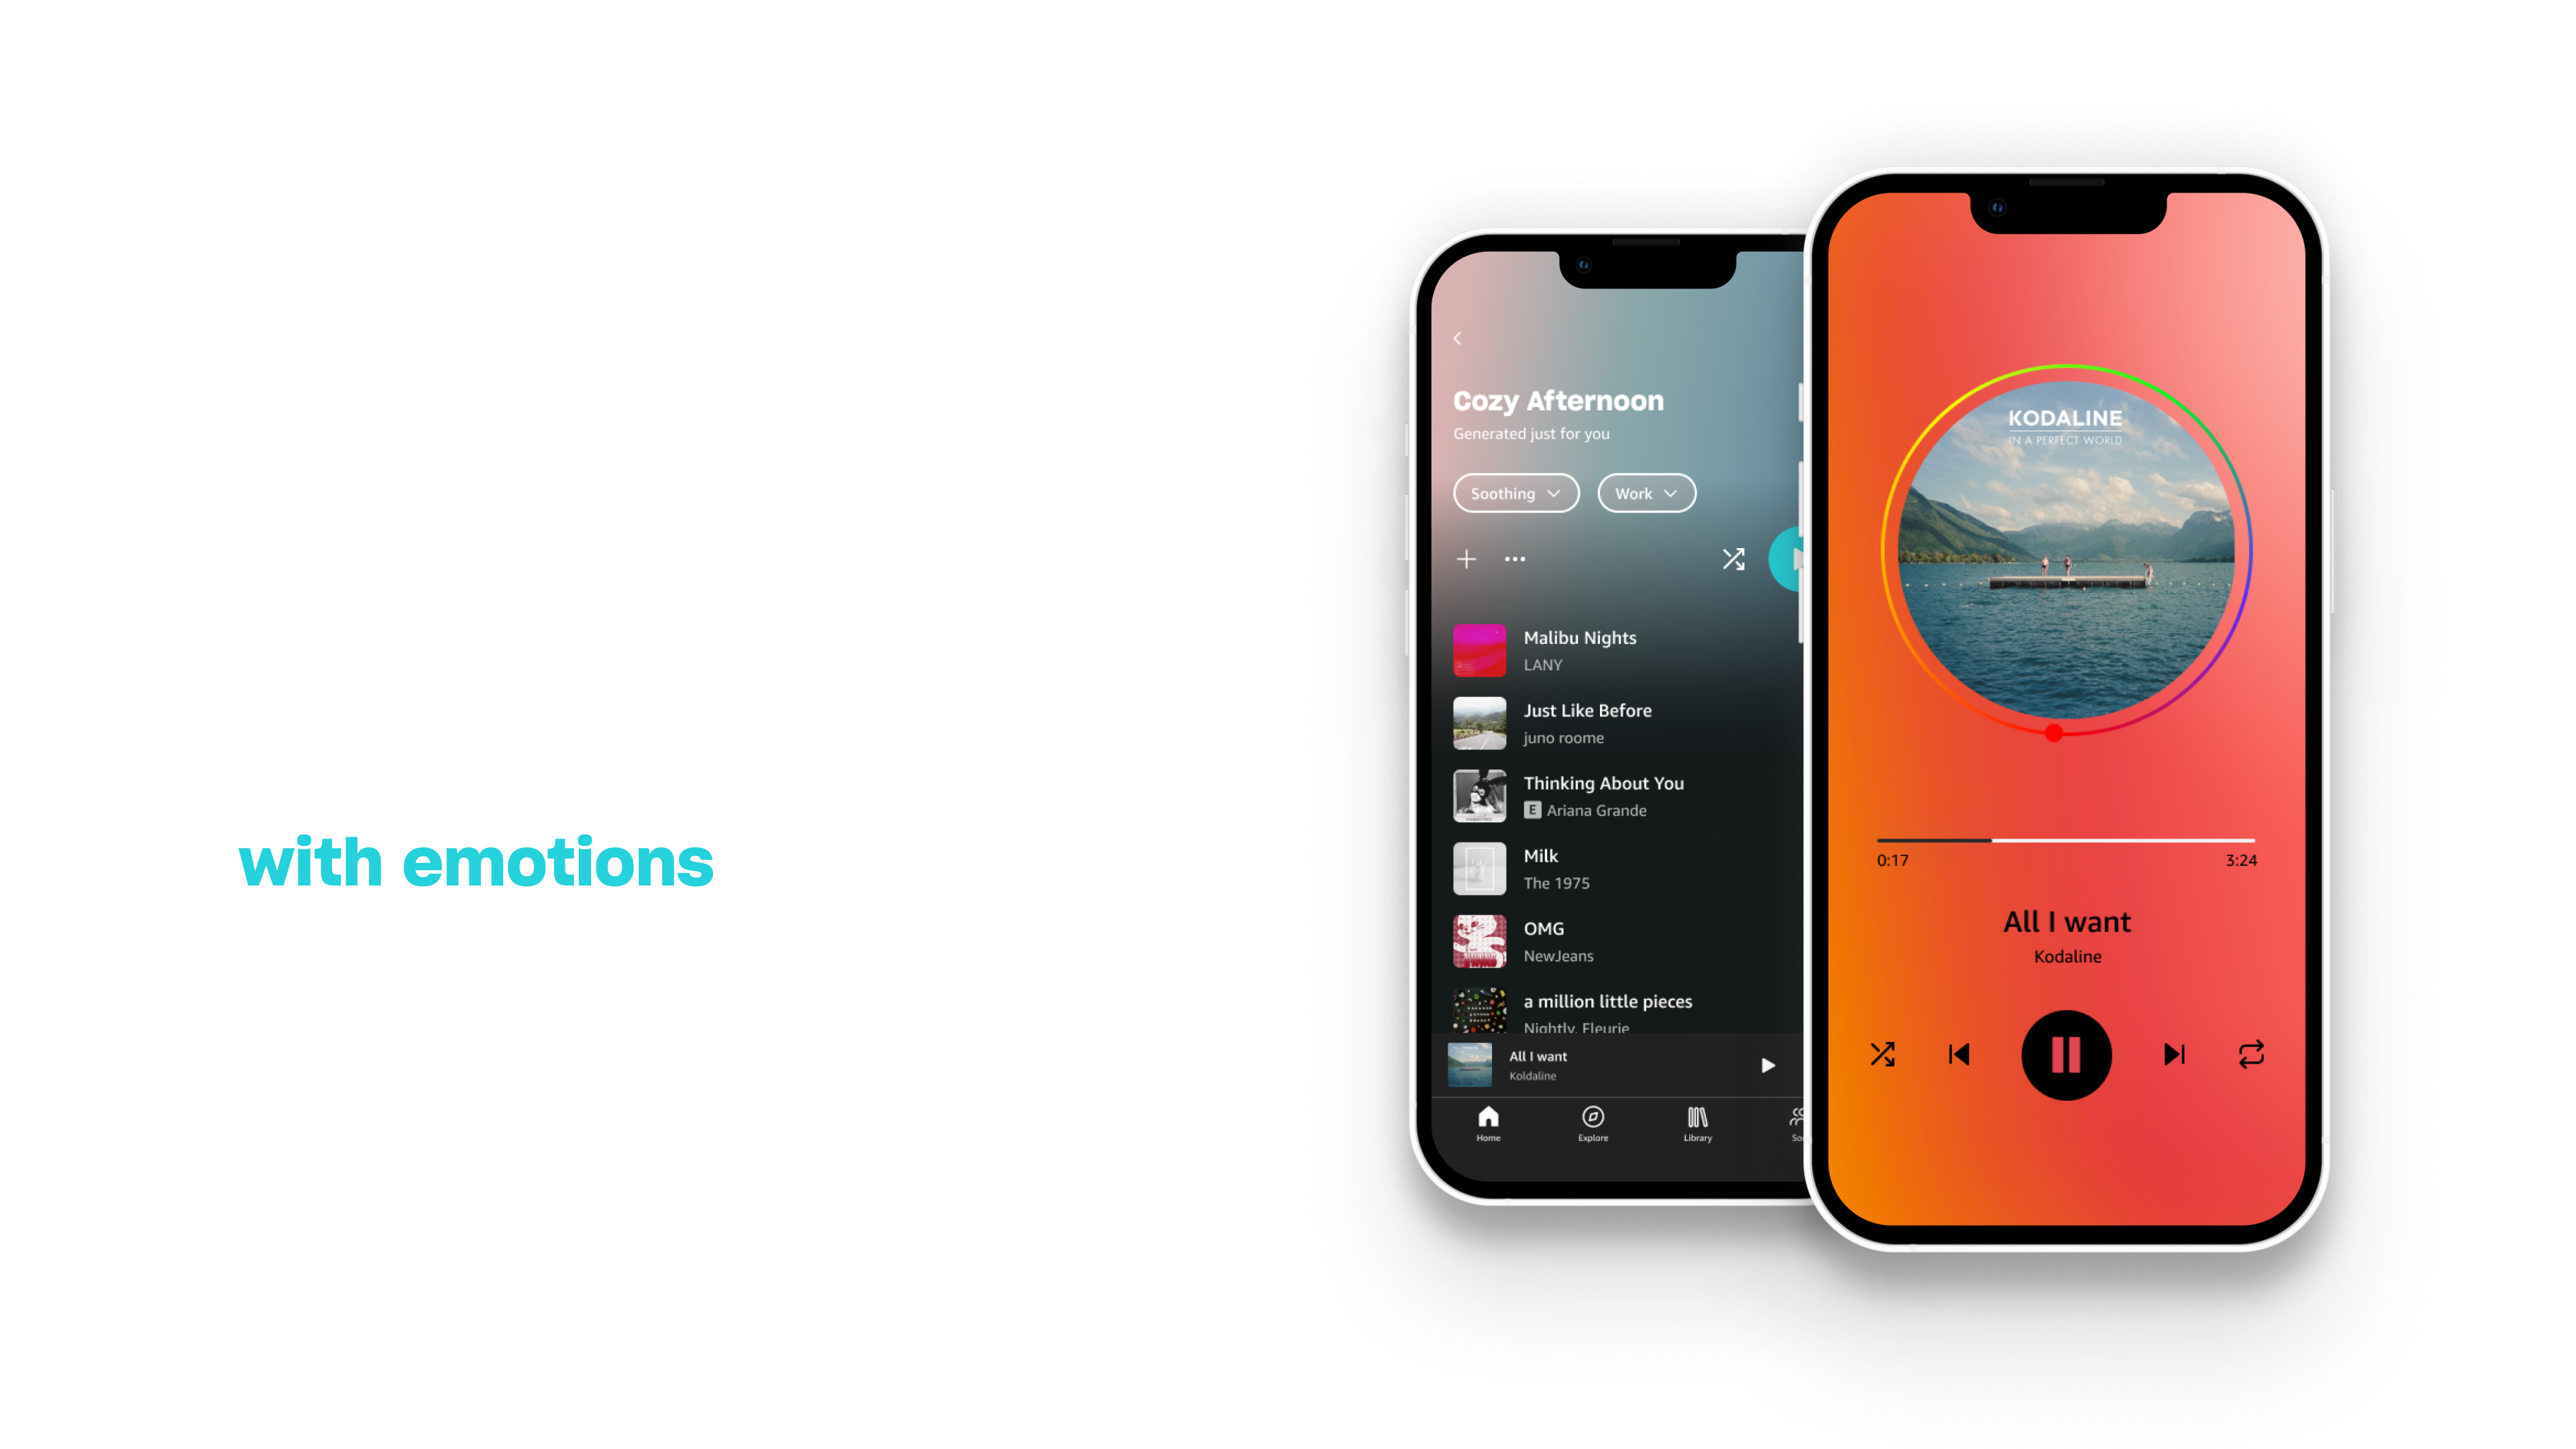 with emotions
Cozy Afternoon
Generated just for you
Soothing
Work
Malibu Nights
LANY
Just Like Before
juno roome
Thinking About You
E Ariana Grande
Milk
The 1975
OMG
NewJeans
a million little pieces
Nightly, Fleurie
All I want
Koldaline
Home
Explore
Library
So
KODALINE
IN A PERFECT WORLD
0:17
3:24
All I want
Kodaline